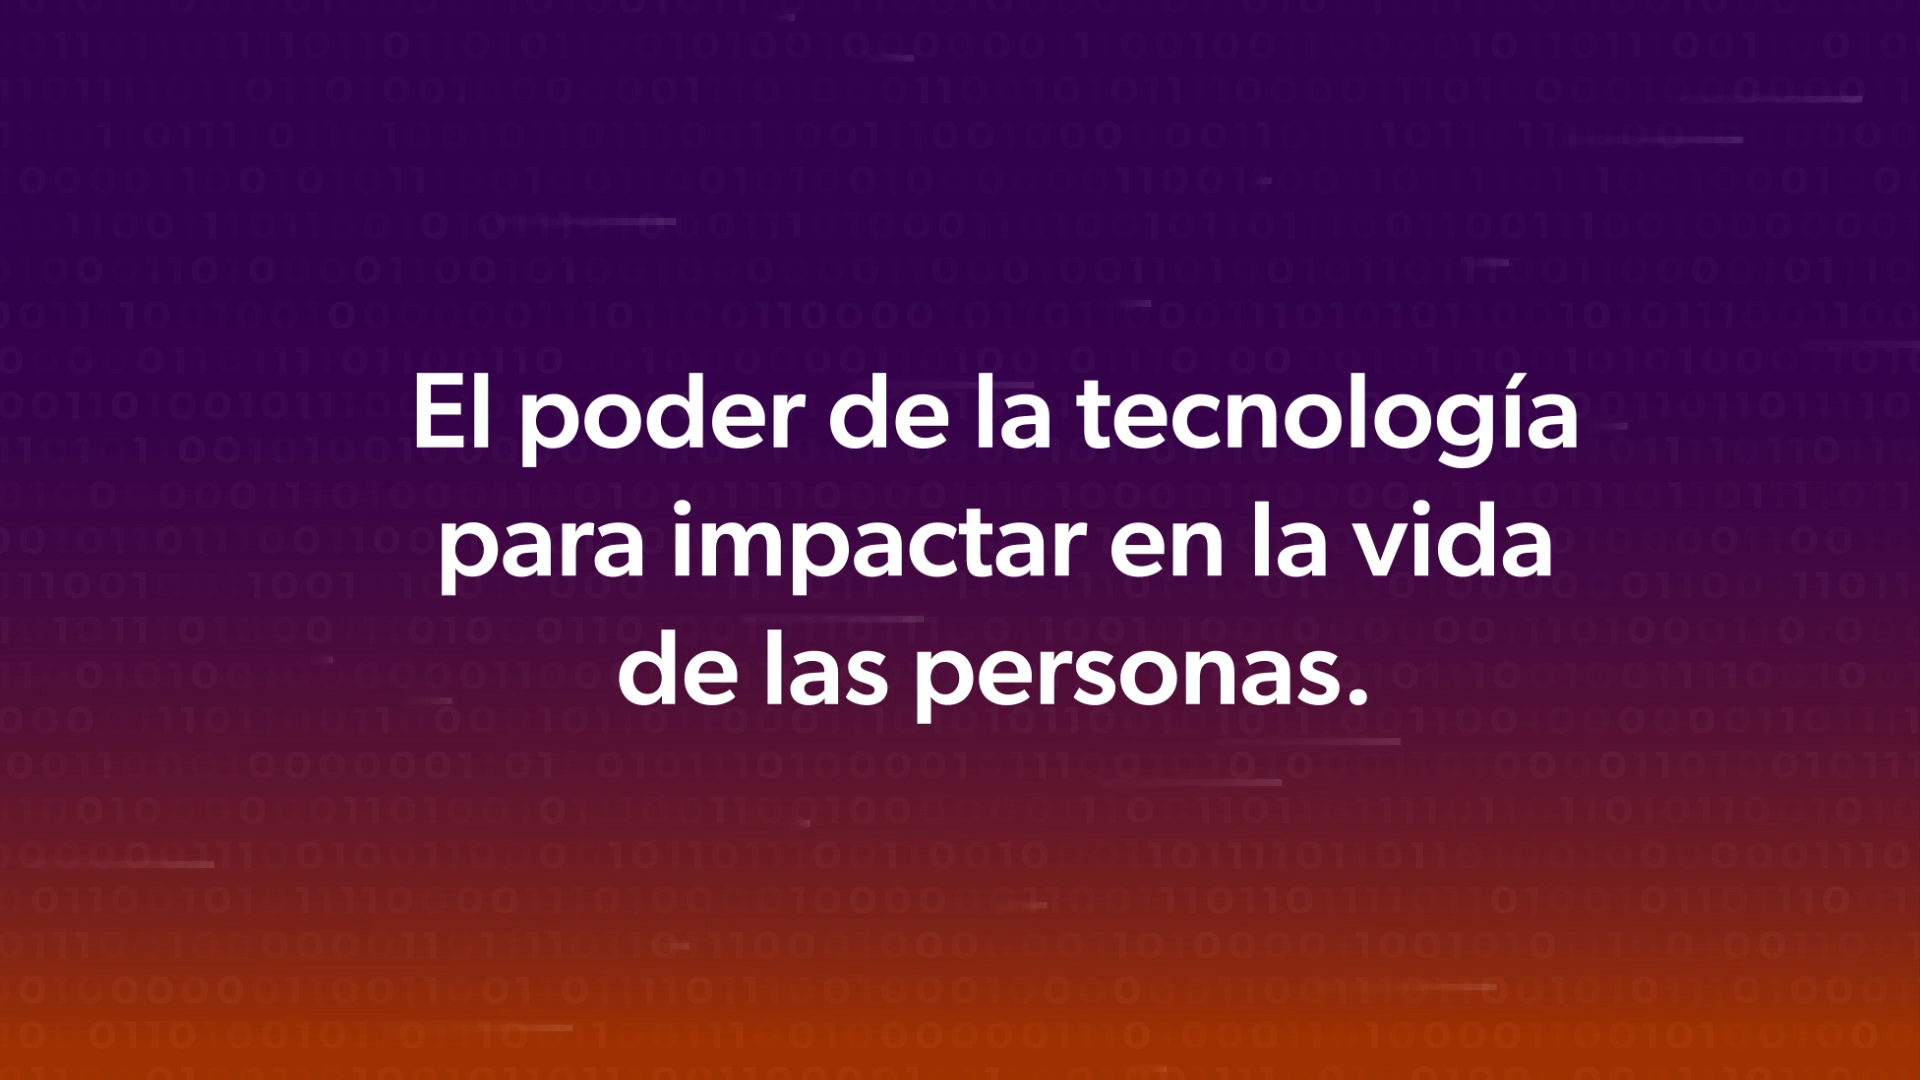 El poder de la tecnología
para impactar en la vida
de las personas.